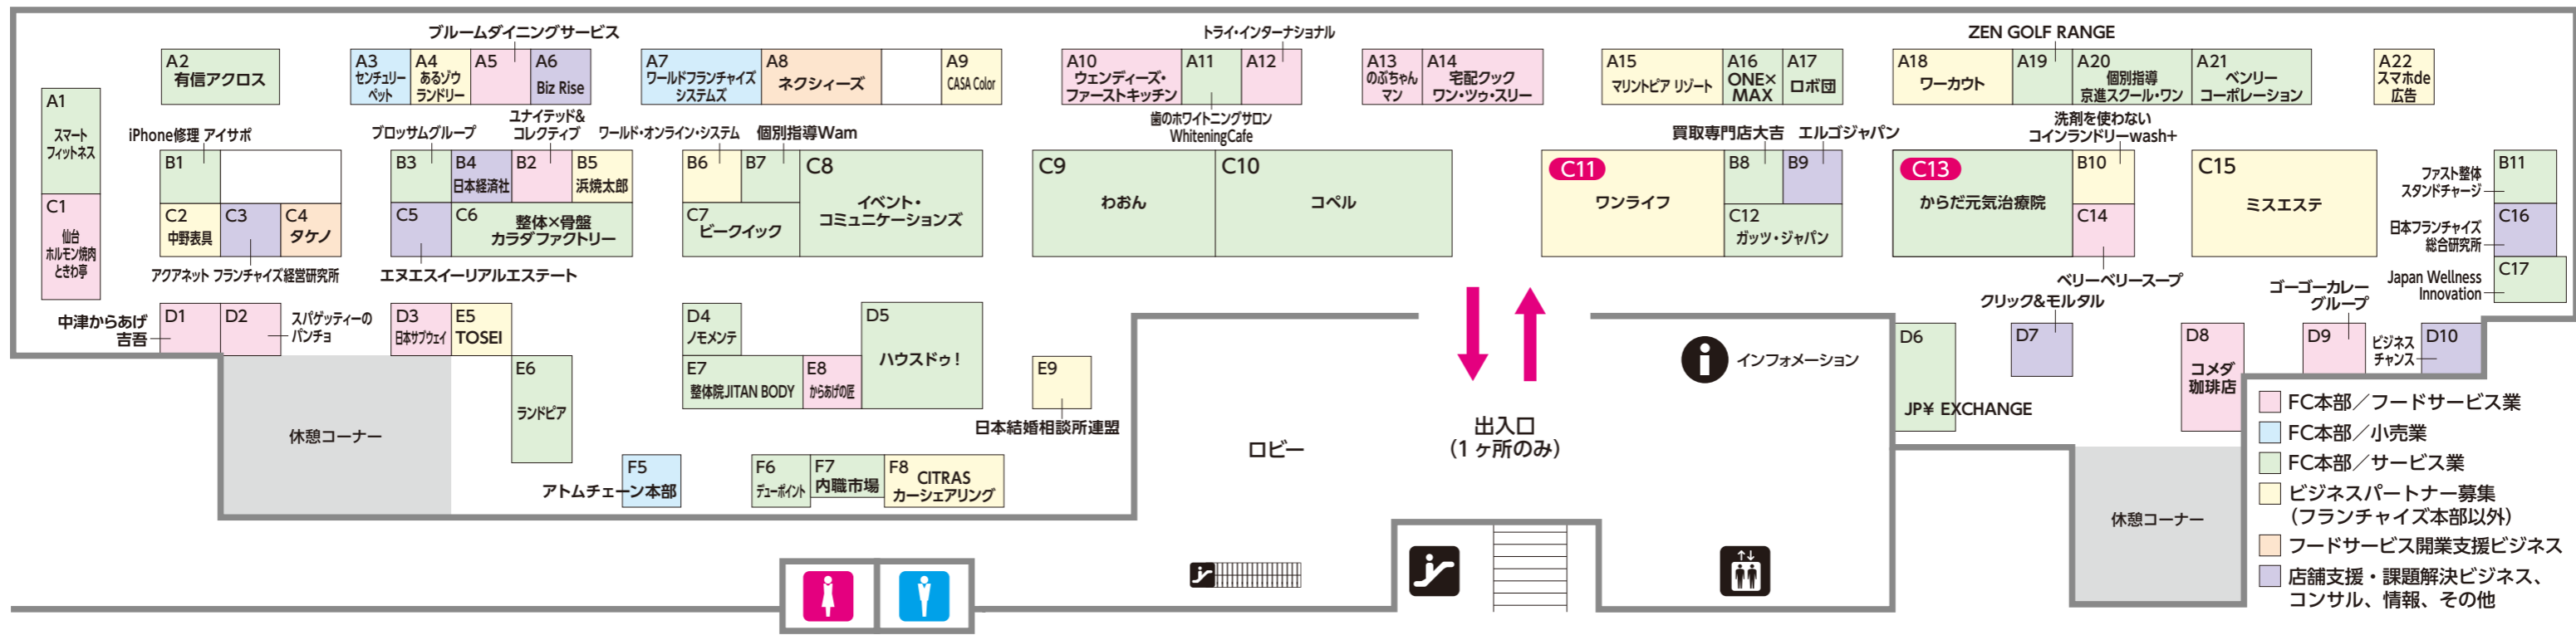 ブルームダイニングサービス
トライ・インターナショナル
ZEN GOLF RANGE
A1
スマート
フィットネス
A2
有信アクロス
A3
センチュリー
ペット
A4
あるゾウ
ランドリー
A5
A6
Biz Rise
A7
ワールドフランチャイズ
システムズ
A8
ネクシィーズ
A9
CASA Color
A10
ウェンディーズ・
ファーストキッチン
A11
A12
歯のホワイトニングサロン
WhiteningCafe
A13
のぶちゃん
マン
A14
宅配クック
ワン・ツゥ・スリー
A15
マリントピア リゾート
A16
ONE×
MAX
A17
ロボ団
A18
ワーカウト
A19
A20
個別指導
京進スクール・ワン
A21
ベンリー
コーポレーション
A22
スマホde
広告
iPhone修理 アイサポ
ブロッサムグループ
ユナイテッド&
コレクティブ
ワールド・オンライン・システム
個別指導Wam
買取専門店大吉
エルゴジャパン
洗剤を使わない
コインランドリーwash+
B1
B3
B4
日本経済社
B2
B5
浜焼太郎
B6
B7
C8
イベント・
コミュニケーションズ
C9
わおん
C10
コペル
C11
ワンライフ
B8
B9
C13
からだ元気治療院
B10
C15
ミスエステ
ファスト整体
スタンドチャージ
B11
C1
仙台
ホルモン焼肉
ときわ亭
C2
中野表具
C3
C4
タケノ
C5
C6
整体×骨盤
カラダファクトリー
C7
ビークイック
C12
ガッツ・ジャパン
C14
日本フランチャイズ
総合研究所
C16
アクアネット フランチャイズ経営研究所
エヌエスイーリアルエステート
ベリーベリースープ
Japan Wellness
Innovation
C17
中津からあげ
吉吾
D1
D2
スパゲッティーの
パンチョ
D3
日本サブウェイ
E5
TOSEI
D4
ノモメンテ
D5
ハウスドゥ!
クリック&モルタル
ゴーゴーカレー
グループ
D6
JP¥ EXCHANGE
D7
D8
コメダ
珈琲店
D9
ビジネス
チャンス
D10
インフォメーション
E6
ランドピア
E7
整体院JITAN BODY
E8
からあげの匠
E9
日本結婚相談所連盟
休憩コーナー
ロビー
出入口
(1ヶ所のみ)
F5
アトムチェーン本部
F6
デューポイント
F7
内職市場
F8
CITRAS
カーシェアリング
休憩コーナー
FC本部/フードサービス業
FC本部/小売業
FC本部/サービス業
ビジネスパートナー募集
(フランチャイズ本部以外)
フードサービス開業支援ビジネス
店舗支援・課題解決ビジネス、
コンサル、情報、その他